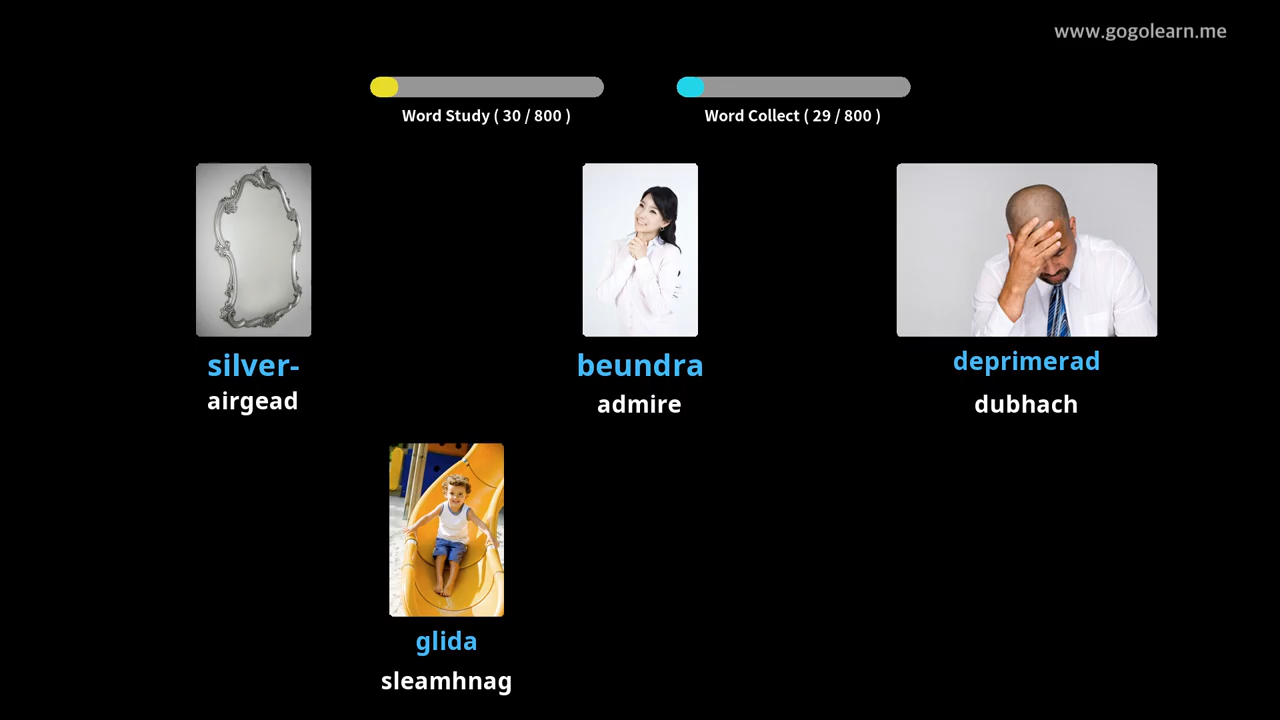 www.gogolearn.me
Word Study ( 30 / 800 )
Word Collect ( 29 / 800 )
silver-
airgead
beundra
admire
deprimerad
dubhach
glida
sleamhnag